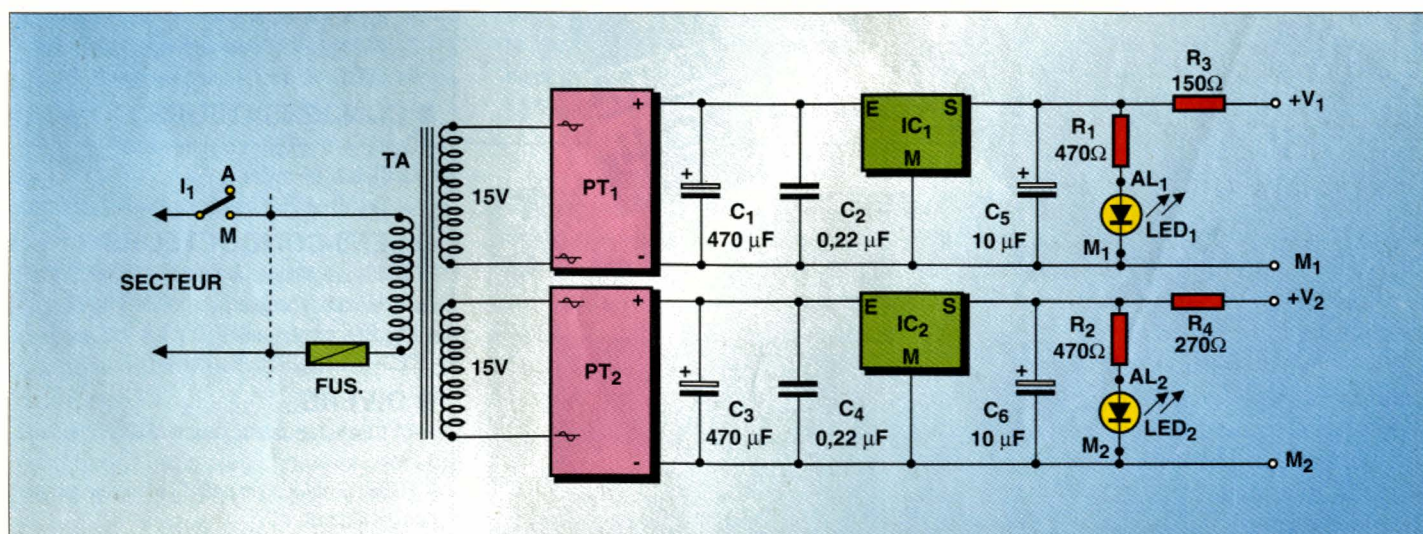 SECTEUR
I1
A
M
FUS.
TA
15V
15V
PT1
+
-
C1
470 µF
+
C2
0,22 µF
E
S
IC1
M
C5
10 µF
+
R1
470Ω
AL1
LED1
M1
R3
150Ω
+V1
M1
PT2
+
-
C3
470 µF
+
C4
0,22 µF
E
S
IC2
M
C6
10 µF
+
R2
470Ω
AL2
LED2
M2
R4
270Ω
+V2
M2